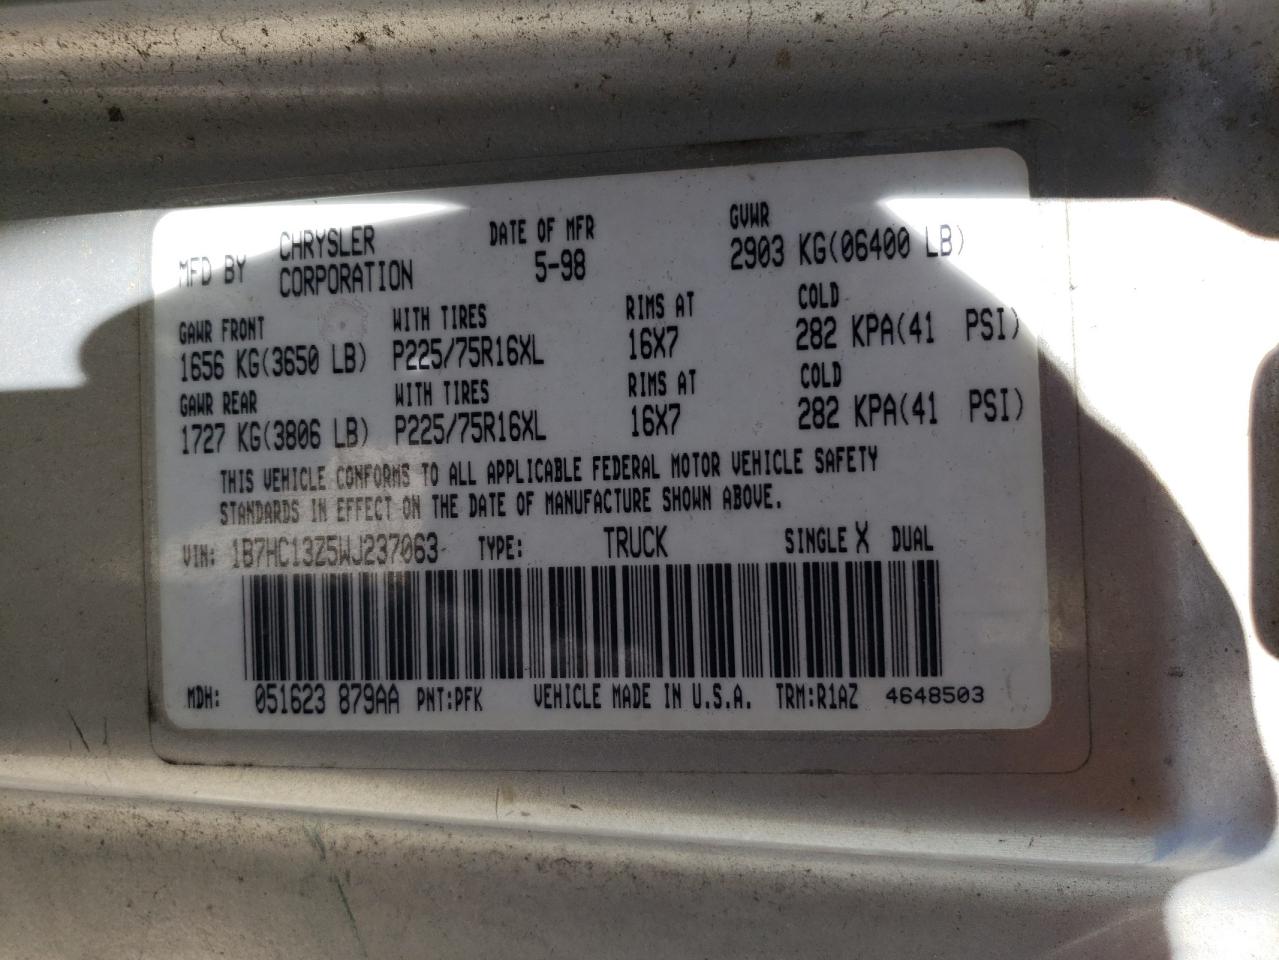 MFD BY CHRYSLER CORPORATION DATE OF MFR 5-98 GVWR 2903 KG(06400 LB)
GAWR FRONT WITH TIRES RIMS AT COLD
1656 KG(3650 LB) P225/75R16XL 16X7 282 KPA(41 PSI)
GAWR REAR WITH TIRES RIMS AT COLD
1727 KG(3806 LB) P225/75R16XL 16X7 282 KPA(41 PSI)
THIS VEHICLE CONFORMS TO ALL APPLICABLE FEDERAL MOTOR VEHICLE SAFETY
STANDARDS IN EFFECT ON THE DATE OF MANUFACTURE SHOWN ABOVE.
VIN: 1B7HC13Z5WJ237063 TYPE: TRUCK SINGLE X DUAL
MDH: 051623 879AA PNT:PFK VEHICLE MADE IN U.S.A. TRM:R1AZ 4648503